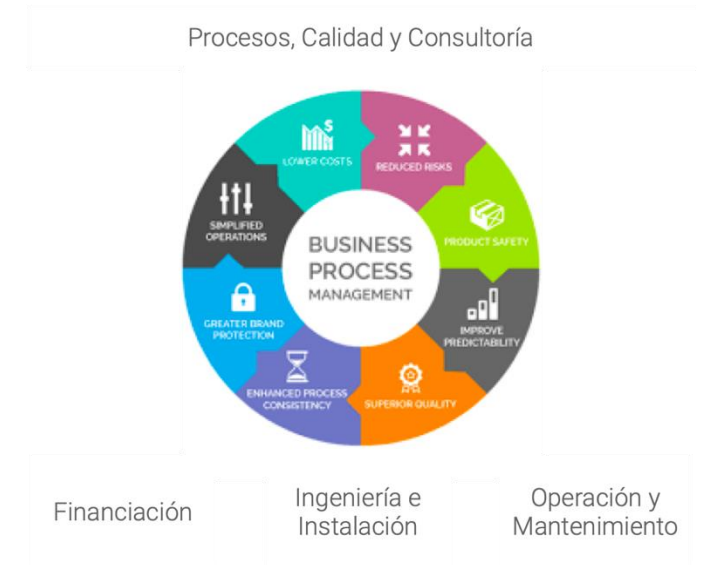 Procesos, Calidad y Consultoría
$
LOWER COSTS
REDUCED RISKS
PRODUCT SAFETY
IMPROVE
PREDICTABILITY
SUPERIOR QUALITY
ENHANCED PROCESS
CONSISTENCY
GREATER BRAND
PROTECTION
SIMPLIFIED
OPERATIONS
BUSINESS
PROCESS
MANAGEMENT
Financiación
Ingeniería e
Instalación
Operación y
Mantenimiento